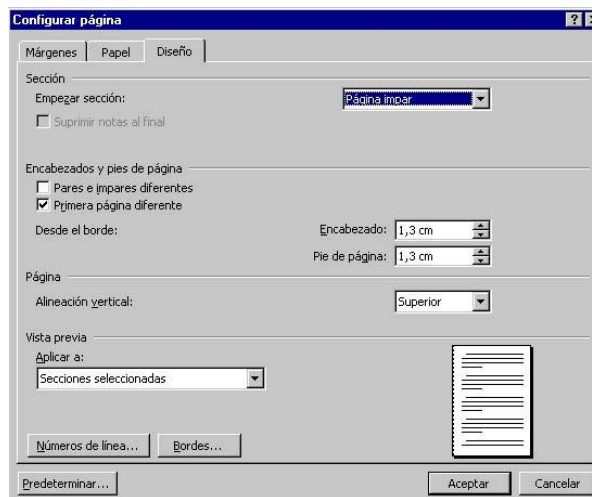 Configurar página
Márgenes Papel Diseño
Sección
Empezar sección: Página impar
Suprimir notas al final
Encabezados y pies de página
Pares e impares diferentes
Primera página diferente
Desde el borde: Encabezado: 1,3 cm
Pie de página: 1,3 cm
Página
Alineación vertical: Superior
Vista previa
Aplicar a:
Secciones seleccionadas
Números de línea... Bordes...
Predeterminar... Aceptar Cancelar